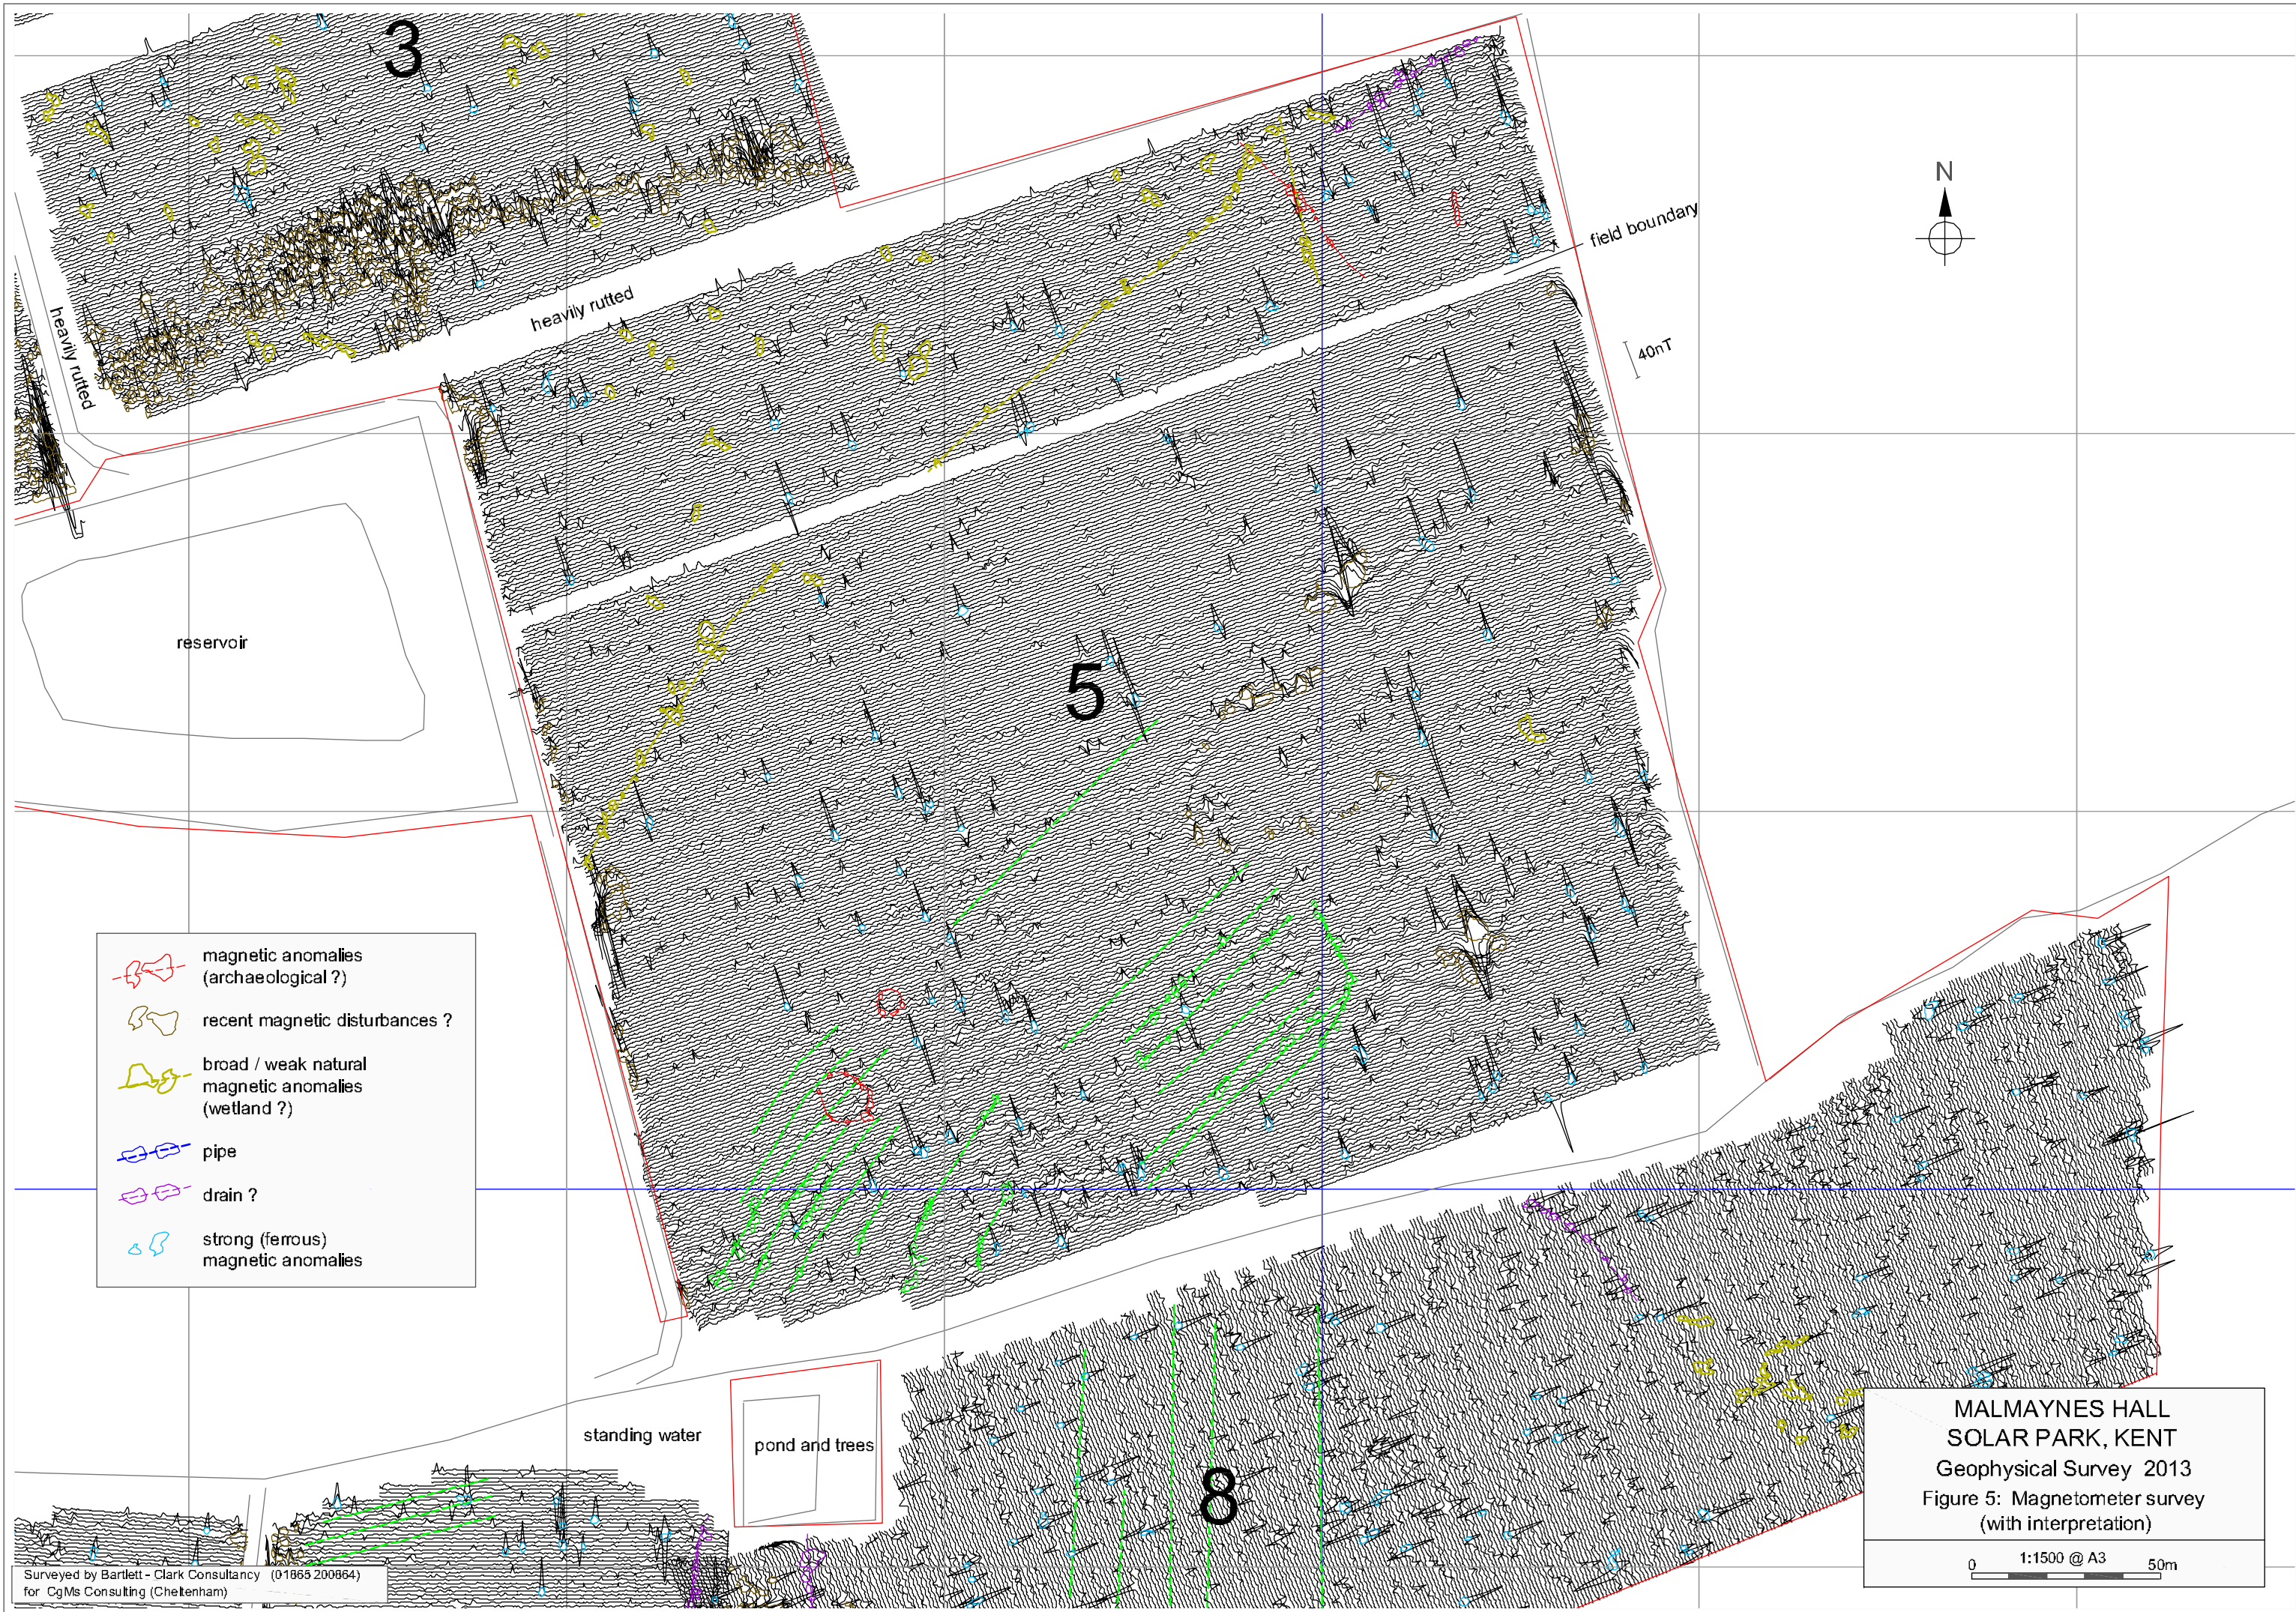 3
N
field boundary
heavily rutted
heavily rutted
40nT
reservoir
5
magnetic anomalies
(archaeological ?)
recent magnetic disturbances ?
broad / weak natural
magnetic anomalies
(wetland ?)
pipe
drain ?
strong (ferrous)
magnetic anomalies
standing water
pond and trees
8
MALMAYNES HALL
SOLAR PARK, KENT
Geophysical Survey 2013
Figure 5: Magnetometer survey
(with interpretation)
1:1500 @ A3
0 50m
Surveyed by Bartlett - Clark Consultancy (01865 200864)
for CgMs Consulting (Cheltenham)